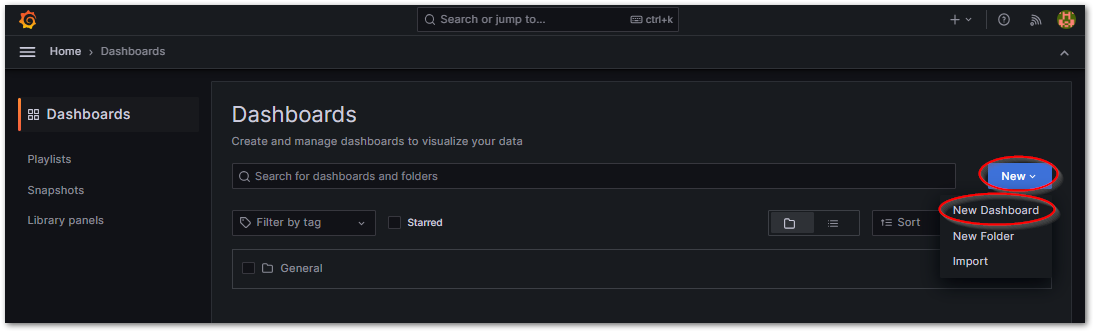 Search or jump to... ctrl+k
Home › Dashboards
Dashboards
Playlists
Snapshots
Library panels
Dashboards
Create and manage dashboards to visualize your data
Search for dashboards and folders
New
Filter by tag
Starred
Sort
General
New Dashboard
New Folder
Import